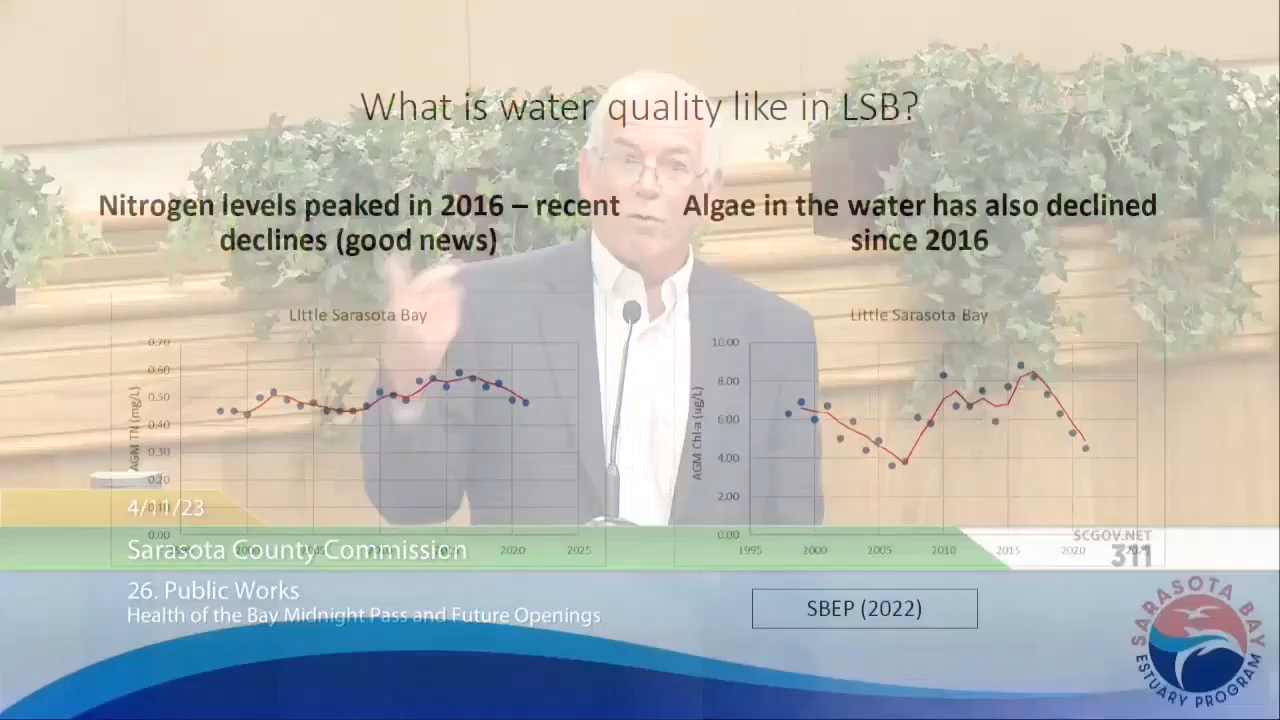 What is water quality like in LSB?
Nitrogen levels peaked in 2016 – recent
declines (good news)
Algae in the water has also declined
since 2016
LIttle Sarasota Bay
0.70
0.60
0.50
0.40
0.30
0.20
0.10
0.00
AGM TN (mg/L)
2000
2005
2020
2025
Little Sarasota Bay
10.00
8.00
6.00
4.00
2.00
0.00
AGM Chl-a (ug/L)
1995
2000
2005
2010
2015
2020
2025
4/11/23
Sarasota County Commission
SCGOV.NET
311
26. Public Works
Health of the Bay Midnight Pass and Future Openings
SBEP (2022)
SARASOTA BAY
ESTUARY PROGRAM